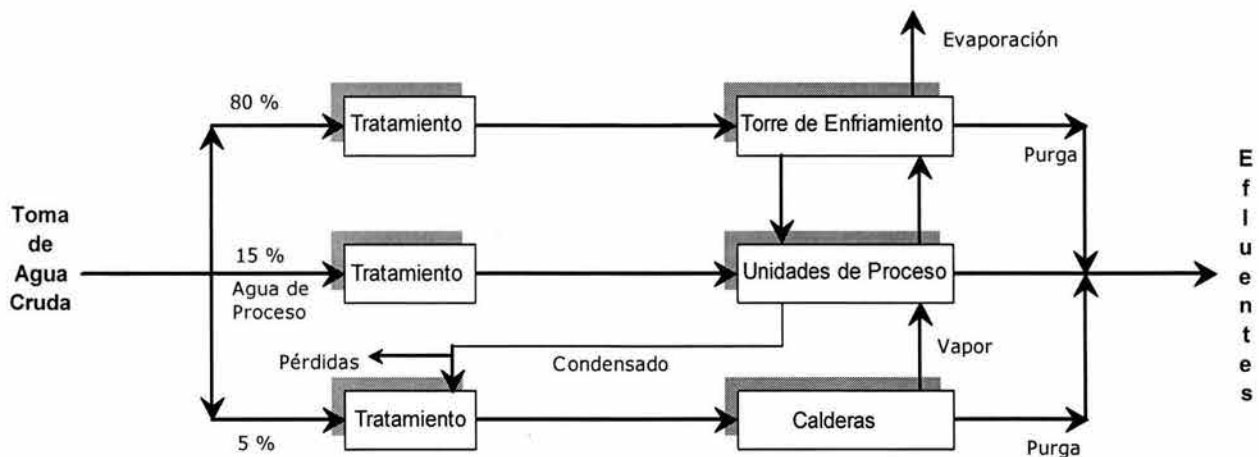 Evaporación
80 %
Tratamiento
Torre de Enfriamiento
Purga
Toma
de
Agua
Cruda
15 %
Agua de
Proceso
Tratamiento
Unidades de Proceso
Efluentes
Pérdidas
Condensado
Vapor
5 %
Tratamiento
Calderas
Purga